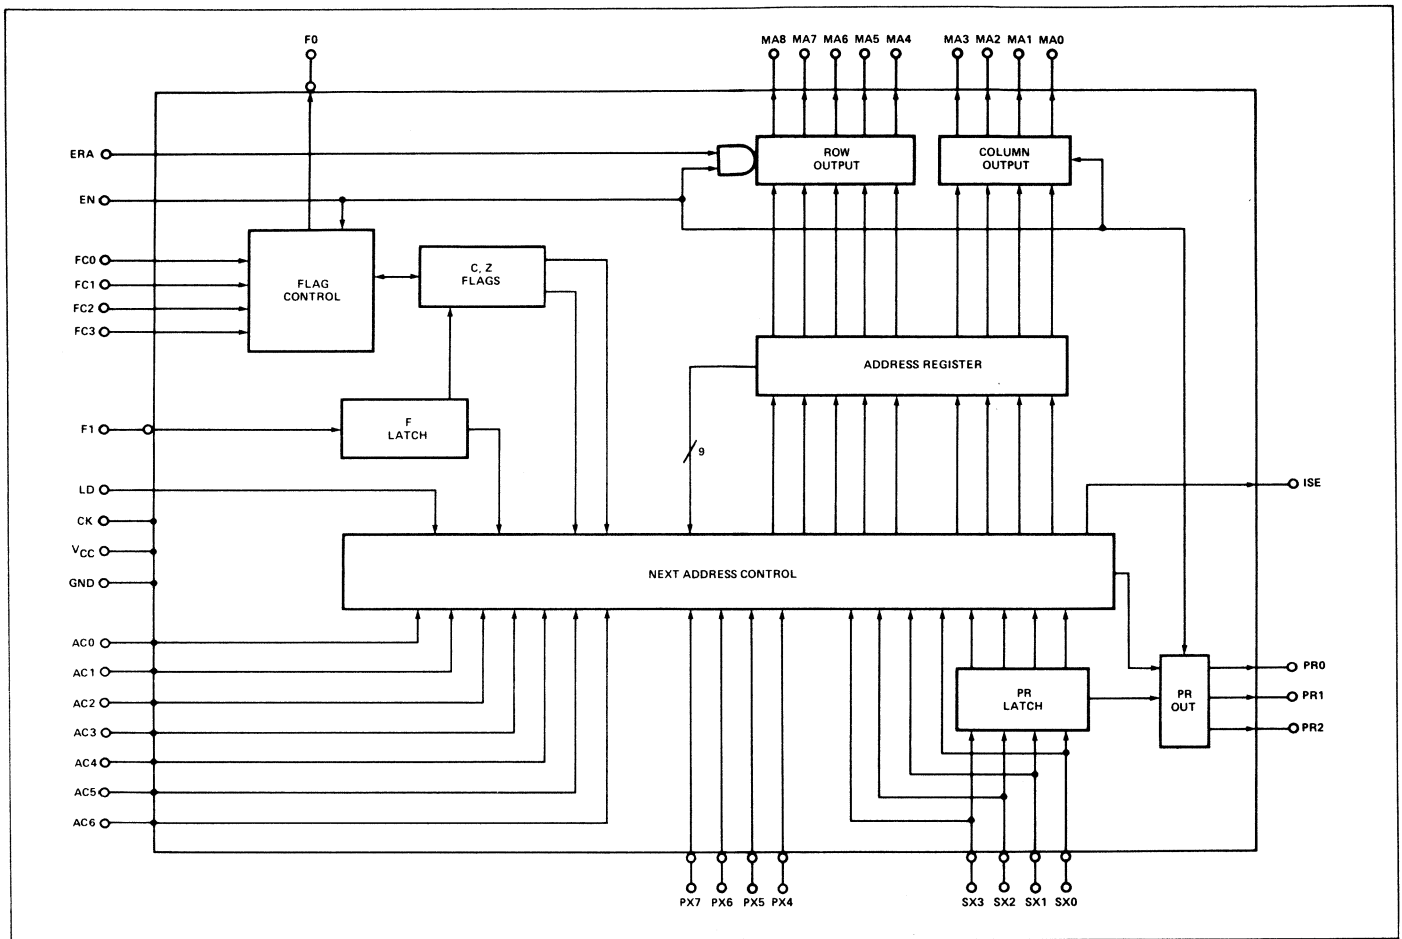 F0
MA8 MA7 MA6 MA5 MA4 MA3 MA2 MA1 MA0
ERA
ROW
OUTPUT
COLUMN
OUTPUT
EN
FC0
FC1
FC2
FC3
FLAG
CONTROL
C, Z
FLAGS
ADDRESS REGISTER
F1
F
LATCH
9
LD
ISE
CK
VCC
GND
NEXT ADDRESS CONTROL
AC0
AC1
AC2
AC3
AC4
AC5
AC6
PR
LATCH
PR
OUT
PR0
PR1
PR2
PX7 PX6 PX5 PX4
SX3 SX2 SX1 SX0